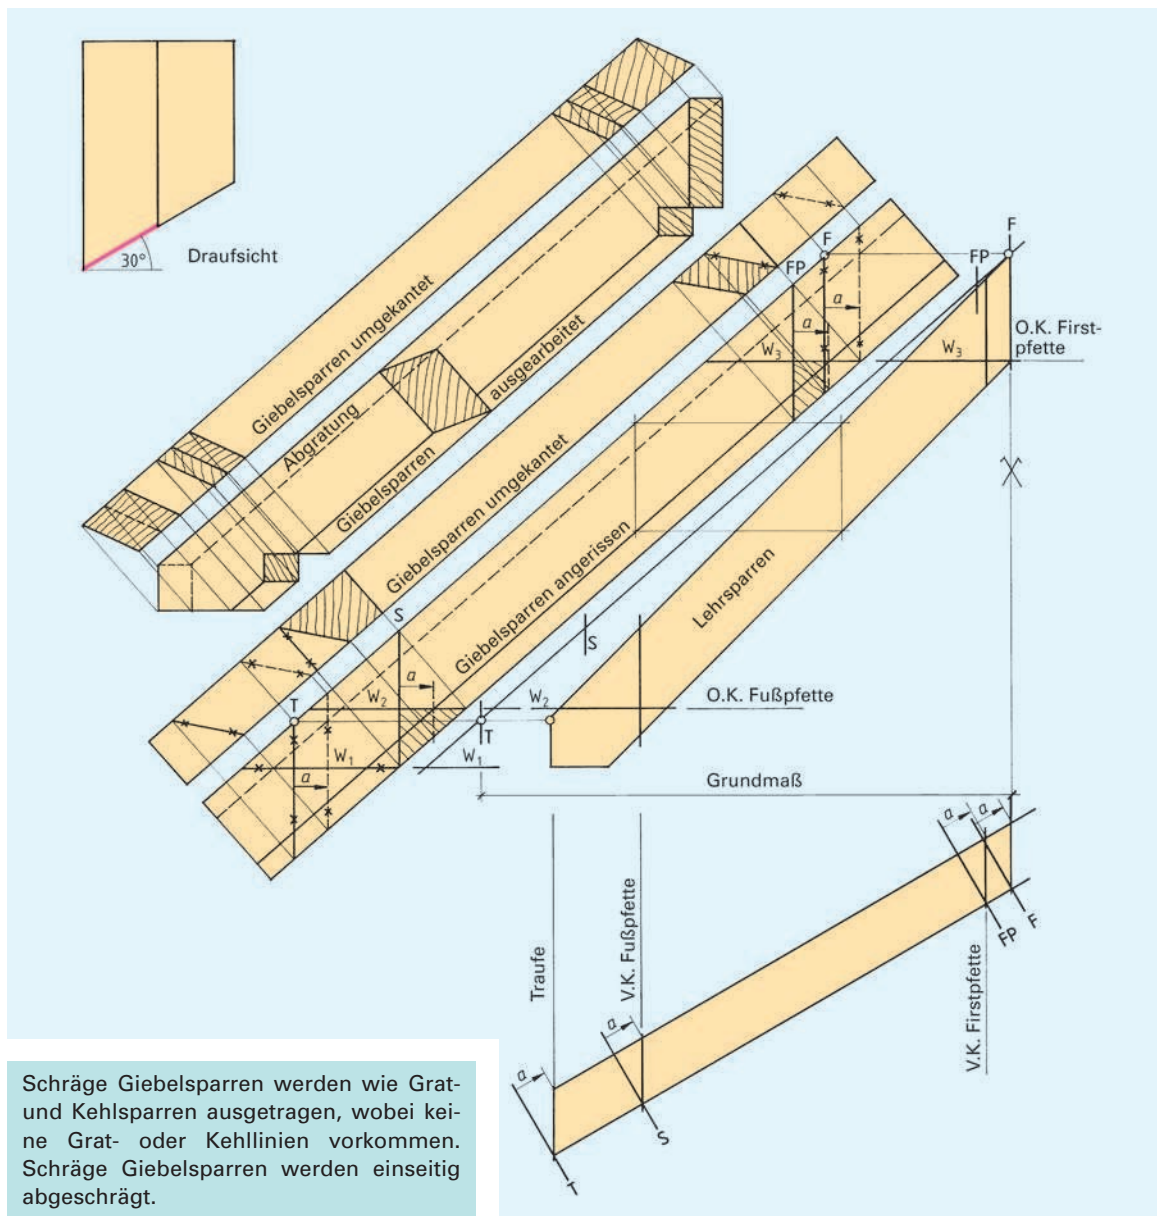 30°
Draufsicht
Giebelsparren umgekantet
Abgratung
Giebelsparren ausgearbeitet
Giebelsparren umgekantet
Giebelsparren angerissen
Lehrsparren
F
F
FP
FP
a
a
W3
W3
O.K. First-
pfette
S
S
a
W2
W2
O.K. Fußpfette
T
T
W1
W1
a
Grundmaß
a
a
Traufe
V.K. Fußpfette
V.K. Firstpfette
FP
F
a
a
S
T
Schräge Giebelsparren werden wie Grat-
und Kehlsparren ausgetragen, wobei kei-
ne Grat- oder Kehllinien vorkommen.
Schräge Giebelsparren werden einseitig
abgeschrägt.